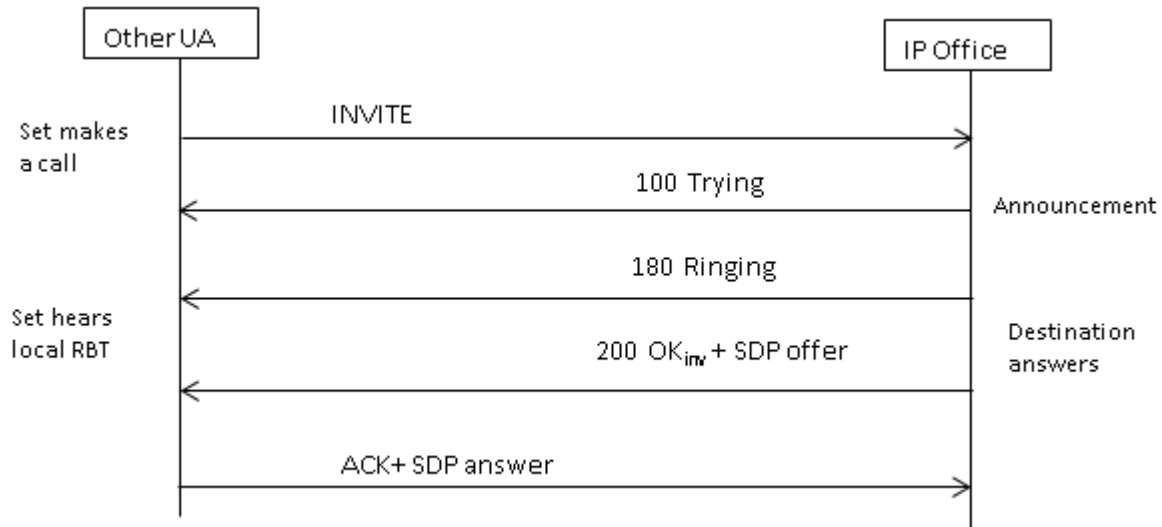 Other UA
IP Office
INVITE
Set makes
a call
100 Trying
Announcement
180 Ringing
Set hears
local RBT
200 OKinv + SDP offer
Destination
answers
ACK+ SDP answer